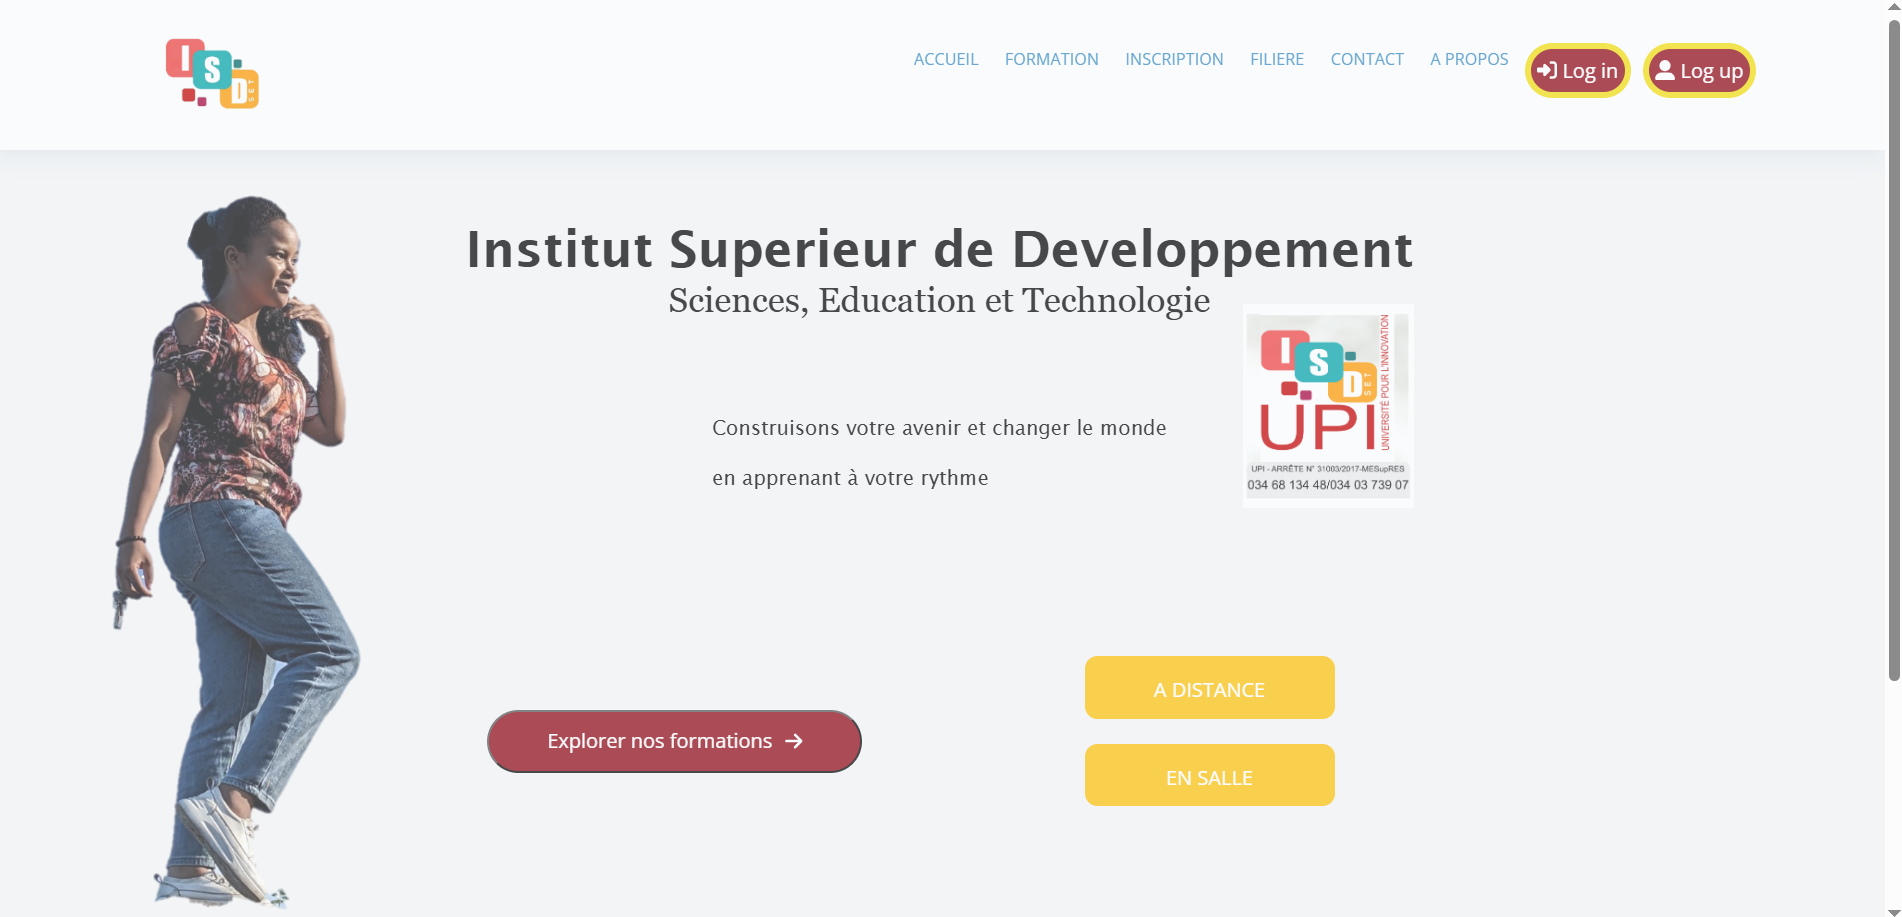 I
S
D
SET
ACCUEIL FORMATION INSCRIPTION FILIERE CONTACT A PROPOS Log in Log up
Institut Superieur de Developpement
Sciences, Education et Technologie
Construisons votre avenir et changer le monde
en apprenant à votre rythme
I
S
D
SET
UPI
UNIVERSITÉ POUR L'INNOVATION
UPI - ARRÊTE N° 31003/2017-MESupRES
034 68 134 48/034 03 739 07
Explorer nos formations
A DISTANCE
EN SALLE